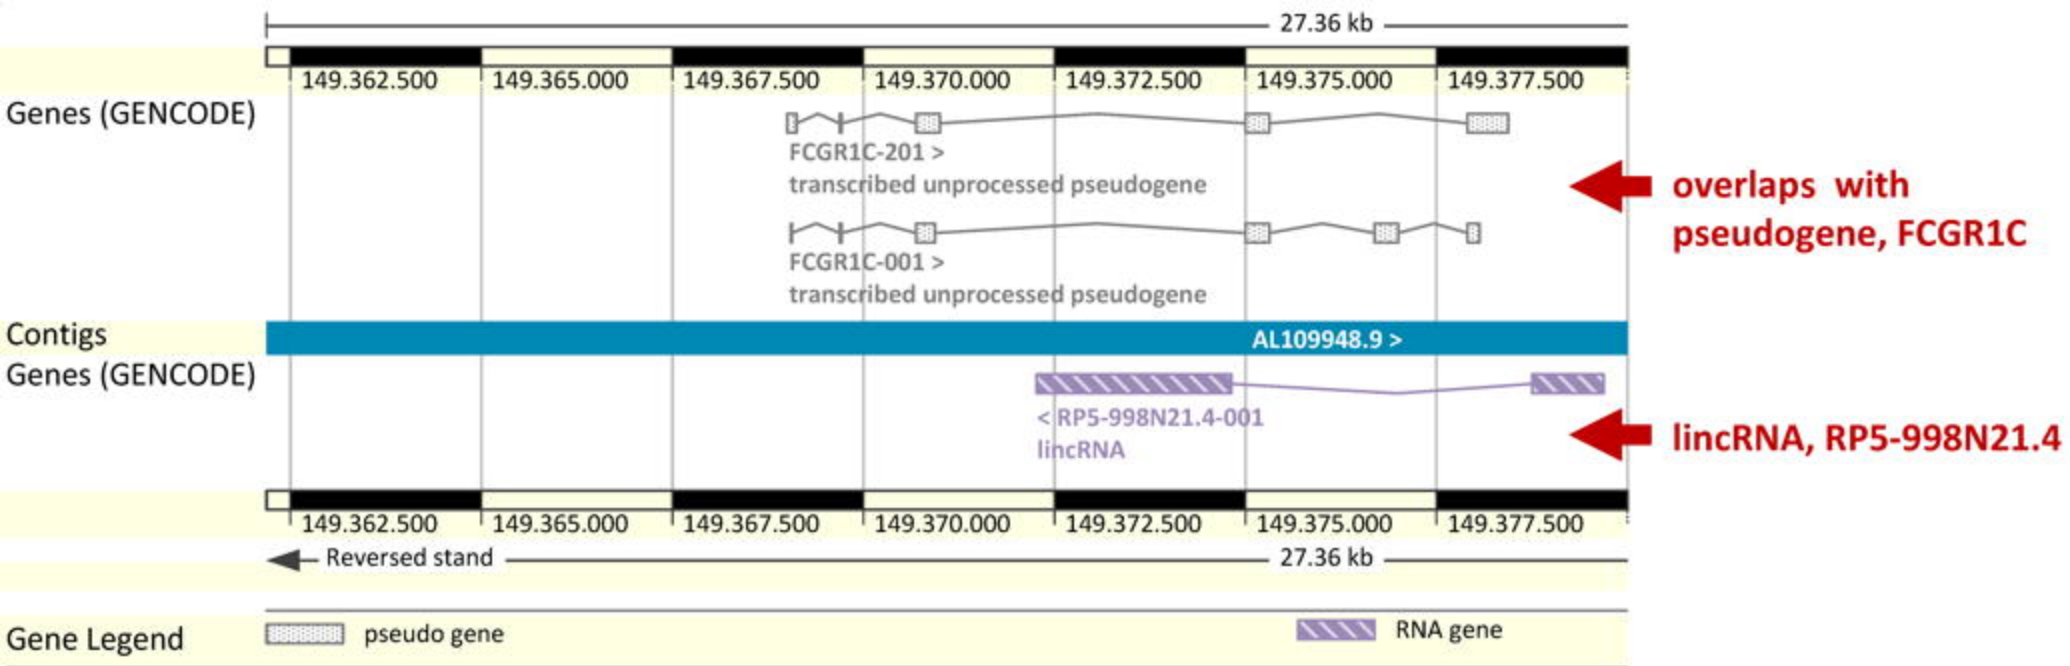 27.36 kb
149.362.500 149.365.000 149.367.500 149.370.000 149.372.500 149.375.000 149.377.500
Genes (GENCODE)
FCGR1C-201 >
transcribed unprocessed pseudogene
overlaps with
pseudogene, FCGR1C
FCGR1C-001 >
transcribed unprocessed pseudogene
Contigs
AL109948.9 >
Genes (GENCODE)
< RP5-998N21.4-001
lincRNA
lincRNA, RP5-998N21.4
149.362.500 149.365.000 149.367.500 149.370.000 149.372.500 149.375.000 149.377.500
Reversed stand 27.36 kb
Gene Legend pseudo gene RNA gene